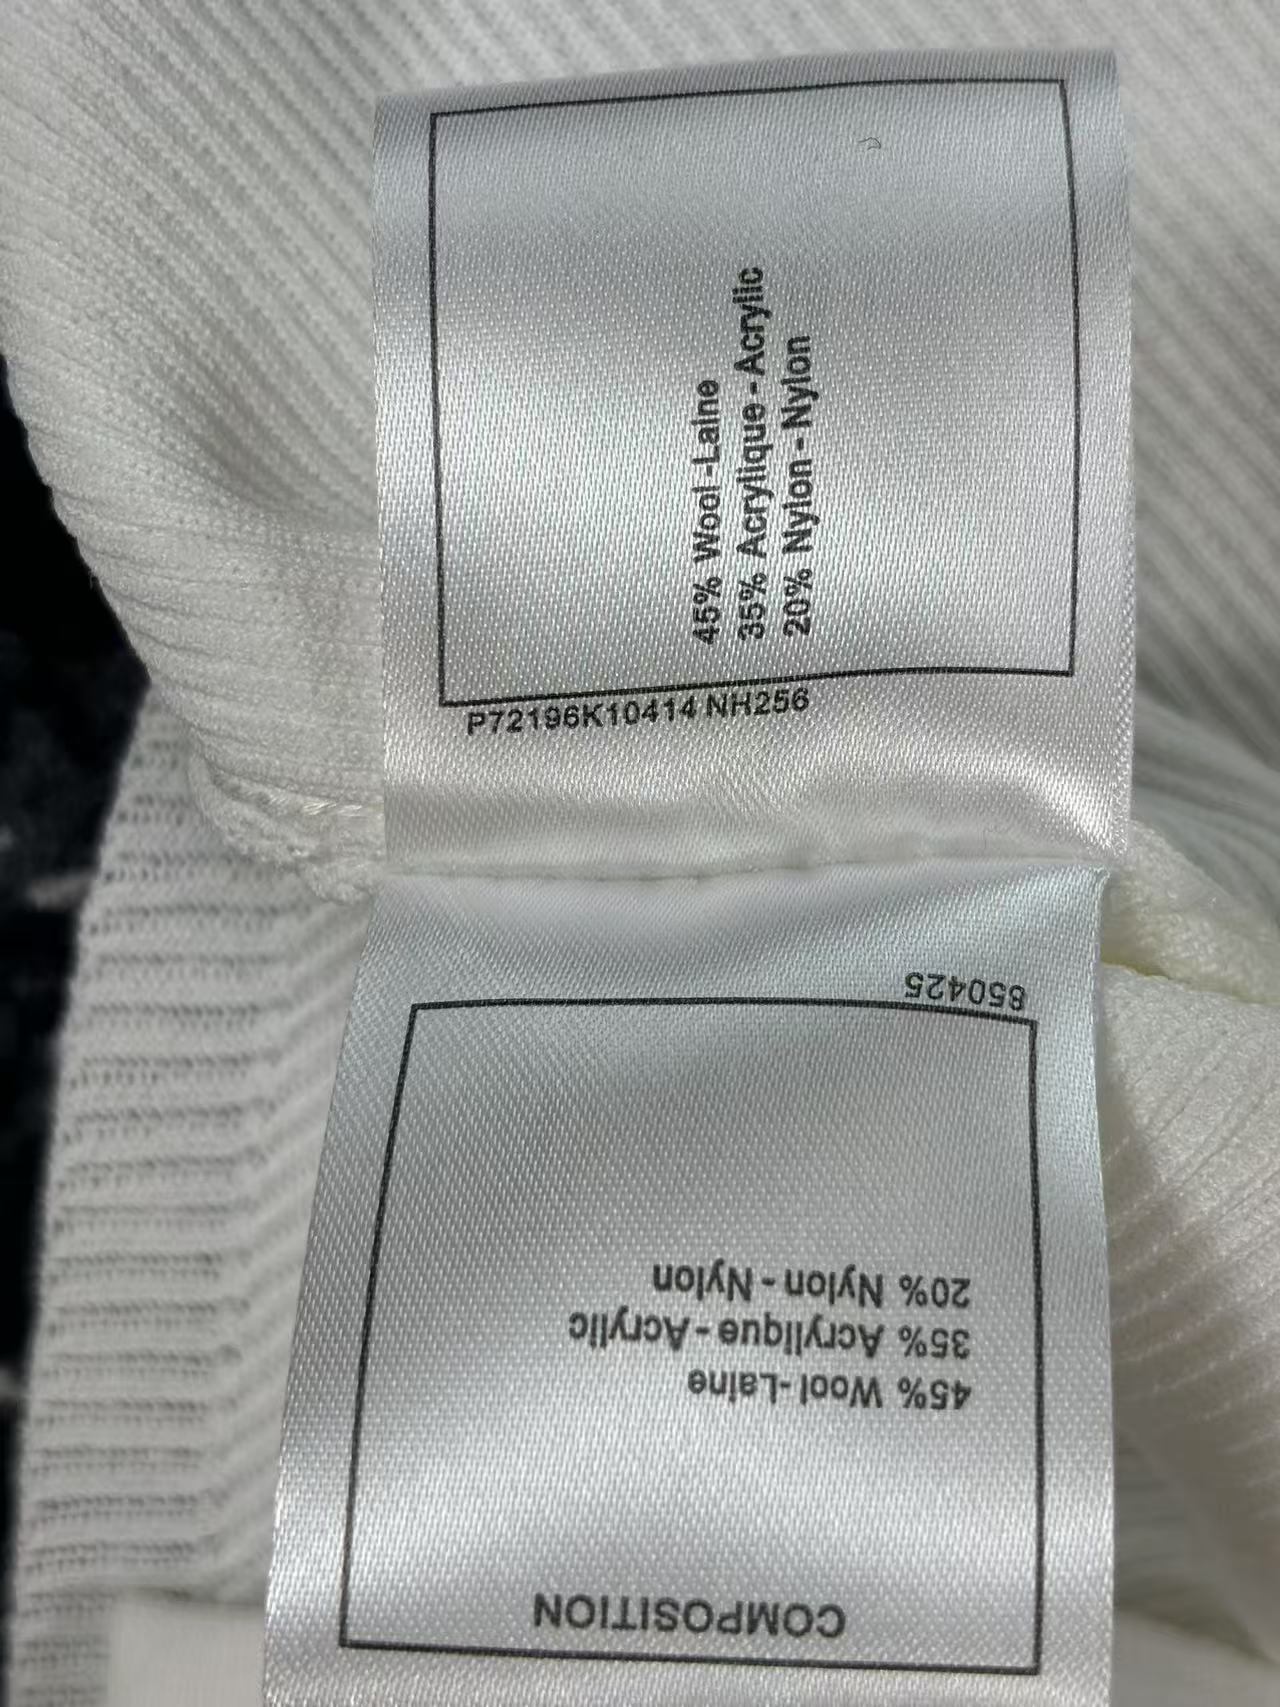 45% Wool -Laine
35% Acrylique - Acrylic
20% Nylon - Nylon
P72196K10414 NH256
850425
COMPOSITION
45% Wool -Laine
35% Acrylique - Acrylic
20% Nylon - Nylon